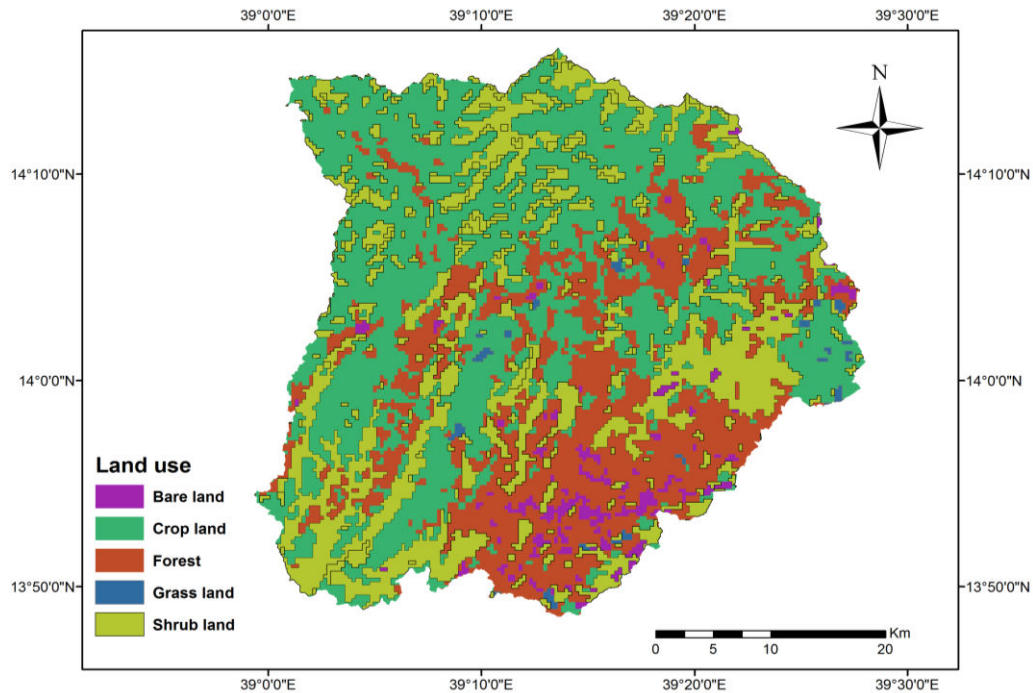 39°0'0"E 39°10'0"E 39°20'0"E 39°30'0"E
N
14°10'0"N 14°10'0"N
14°0'0"N 14°0'0"N
Land use
Bare land
Crop land
Forest
Grass land
Shrub land
13°50'0"N 13°50'0"N
Km
0 5 10 20
39°0'0"E 39°10'0"E 39°20'0"E 39°30'0"E